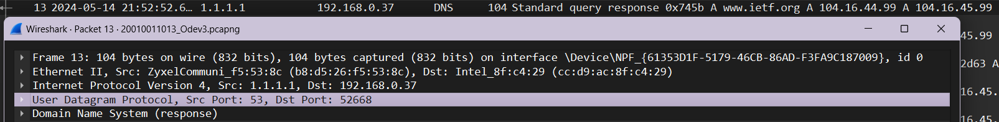 13 2024-05-14 21:52:52.6… 1.1.1.1 192.168.0.37 DNS 104 Standard query response 0x745b A www.ietf.org A 104.16.44.99 A 104.16.45.99
Wireshark · Packet 13 · 20010011013_Odev3.pcapng
45.99
Frame 13: 104 bytes on wire (832 bits), 104 bytes captured (832 bits) on interface \Device\NPF_{61353D1F-5179-46CB-86AD-F3FA9C187009}, id 0
2d63 A
Ethernet II, Src: ZyxelCommuni_f5:53:8c (b8:d5:26:f5:53:8c), Dst: Intel_8f:c4:29 (cc:d9:ac:8f:c4:29)
Internet Protocol Version 4, Src: 1.1.1.1, Dst: 192.168.0.37
16.45.
User Datagram Protocol, Src Port: 53, Dst Port: 52668
Domain Name System (response)
16.45.